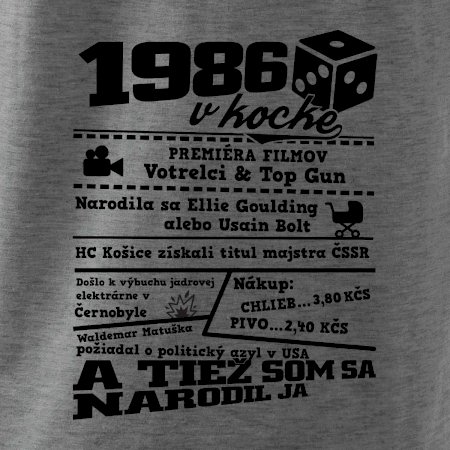 1986
v kocke
PREMIÉRA FILMOV
Votrelci & Top Gun
Narodila sa Ellie Goulding
alebo Usain Bolt
HC Košice získali titul majstra ČSSR
Došlo k výbuchu jadrovej
elektrárne v
Černobyle
Nákup:
CHLIEB...3,80 KČS
PIVO...2,40 KČS
Waldemar Matuška
požiadal o politický azyl v USA
A TIEŽ SOM SA
NARODIL JA